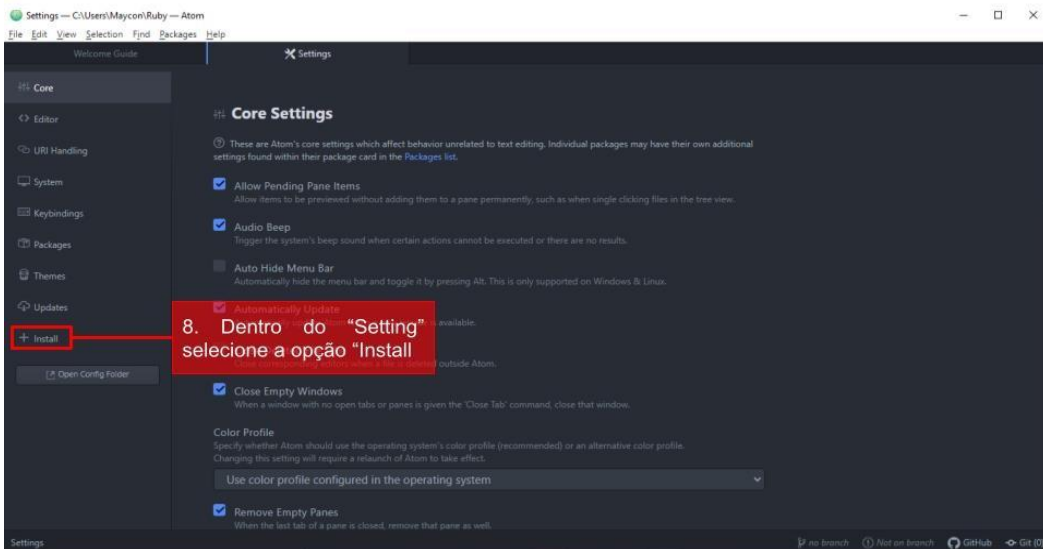 Settings — C:\Users\Maycon\Ruby — Atom
File Edit View Selection Find Packages Help
Welcome Guide
Settings
Core
Editor
URI Handling
System
Keybindings
Packages
Themes
Updates
+ Install
Open Config Folder
Core Settings
These are Atom's core settings which affect behavior unrelated to text editing. Individual packages may have their own additional
settings found within their package card in the Packages list.
Allow Pending Pane Items
Allow items to be previewed without adding them to a pane permanently, such as when single clicking files in the tree view.
Audio Beep
Trigger the system's beep sound when certain actions cannot be executed or there are no results.
Auto Hide Menu Bar
Automatically hide the menu bar and toggle it by pressing Alt. This is only supported on Windows & Linux.
Automatically Update
is available.
8. Dentro do “Setting”
selecione a opção “Install
Close corresponding editors when a file is deleted outside Atom.
Close Empty Windows
When a window with no open tabs or panes is given the 'Close Tab' command, close that window.
Color Profile
Specify whether Atom should use the operating system's color profile (recommended) or an alternative color profile.
Changing this setting will require a relaunch of Atom to take effect.
Use color profile configured in the operating system
Remove Empty Panes
When the last tab of a pane is closed, remove that pane as well.
Settings
no branch
Not on branch
GitHub
Git (0)